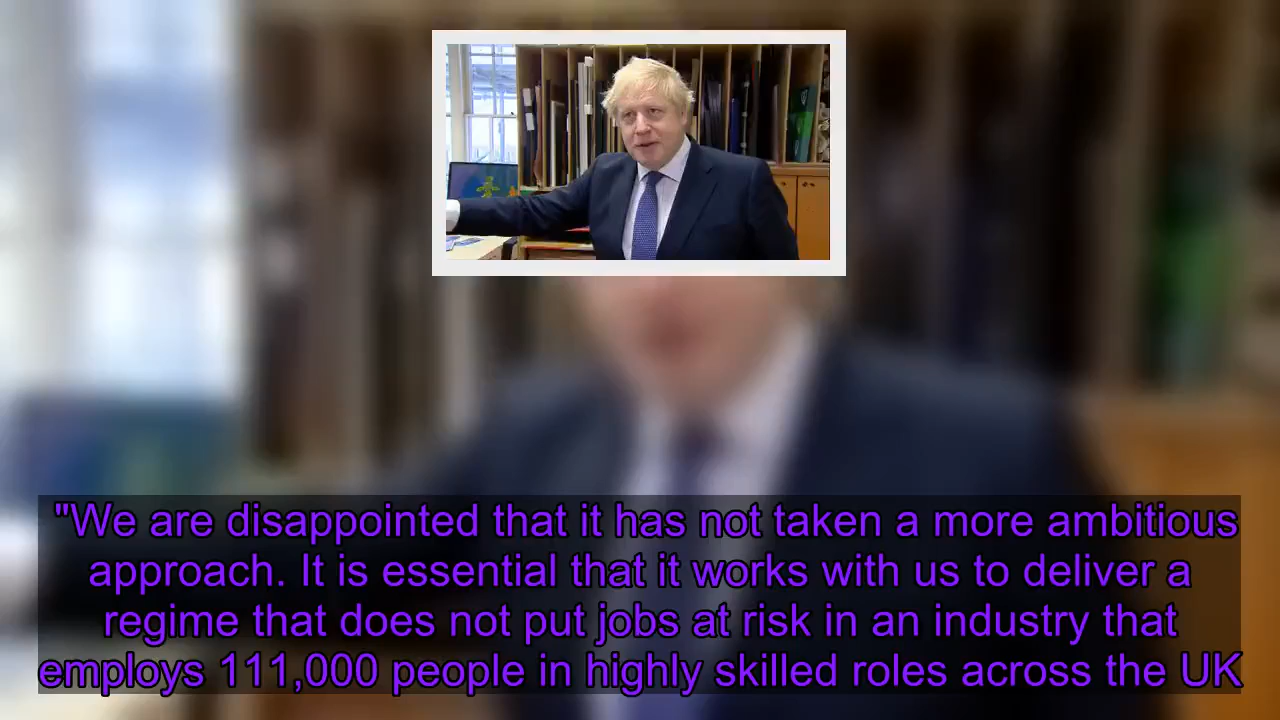 "We are disappointed that it has not taken a more ambitious
approach. It is essential that it works with us to deliver a
regime that does not put jobs at risk in an industry that
employs 111,000 people in highly skilled roles across the UK